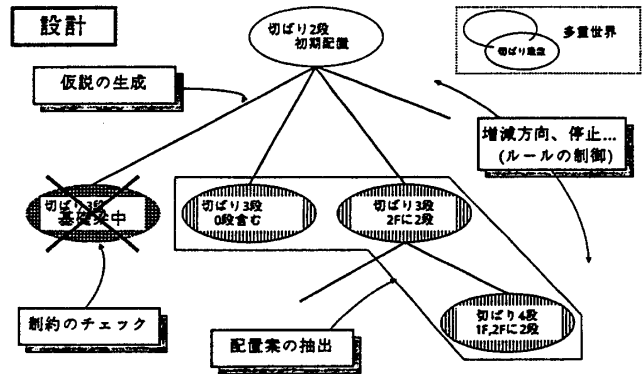 設計
切ばり2段
初期配置
多重世界
切ばり段数
仮説の生成
増減方向、停止...
(ルールの制御)
切ばり3段
基礎梁中
切ばり3段
0段含む
切ばり3段
2Fに2段
制約のチェック
配置案の抽出
切ばり4段
1F,2Fに2段